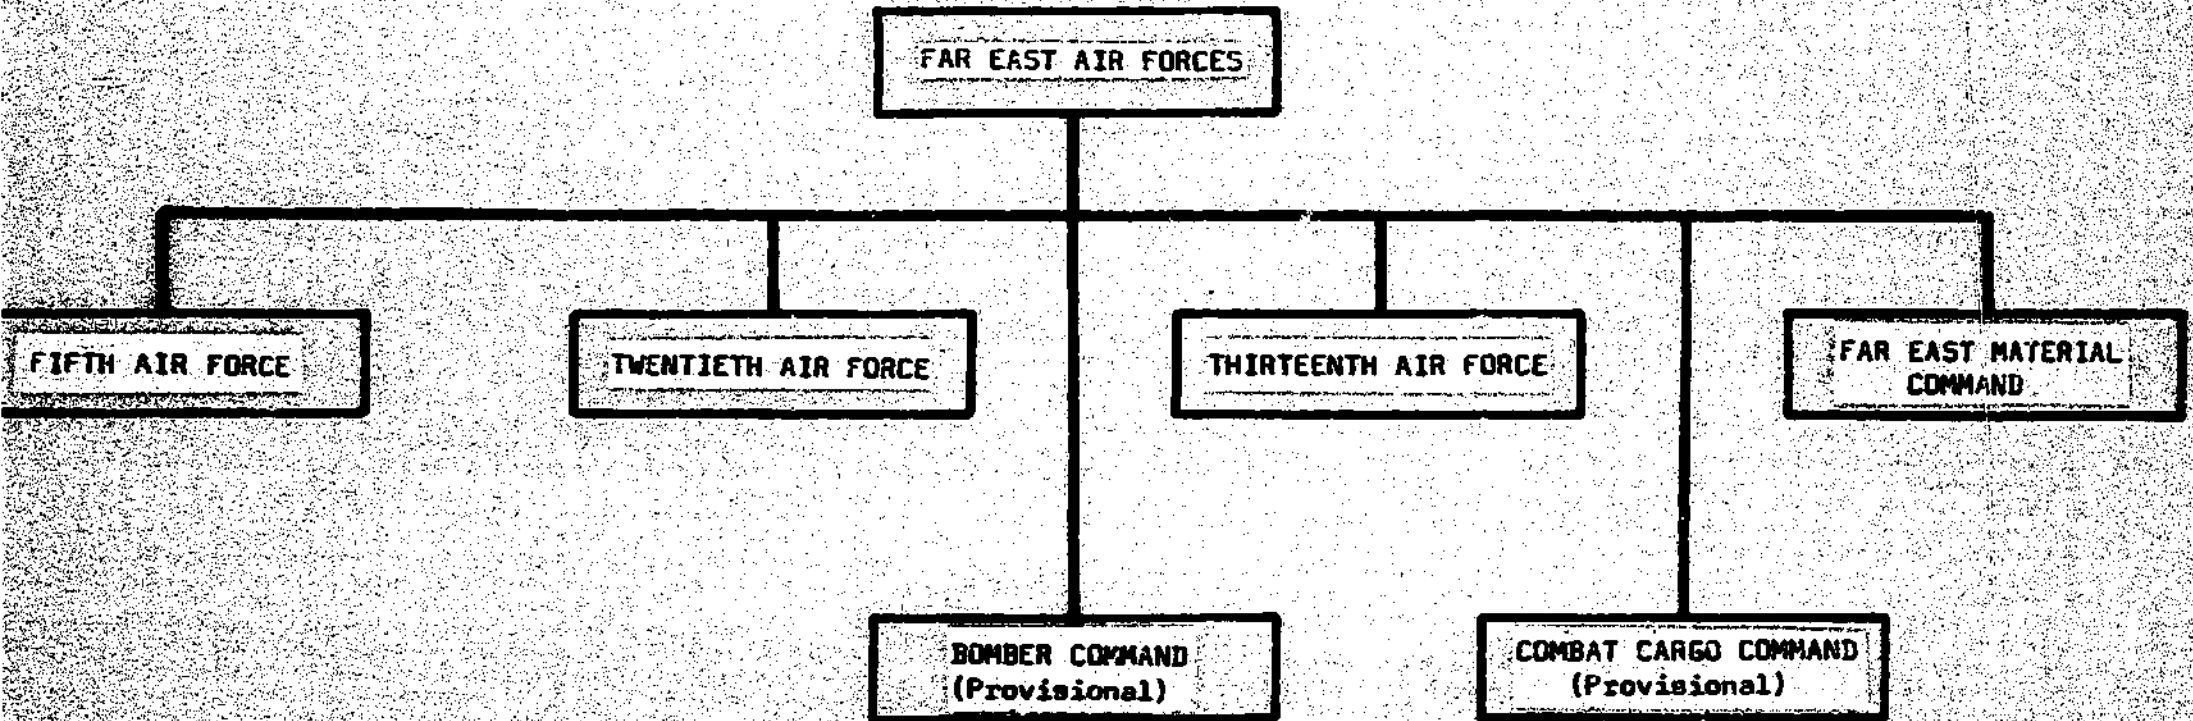 FAR EAST AIR FORCES
FIFTH AIR FORCE
TWENTIETH AIR FORCE
THIRTEENTH AIR FORCE
FAR EAST MATERIAL
COMMAND
BOMBER COMMAND
(Provisional)
COMBAT CARGO COMMAND
(Provisional)